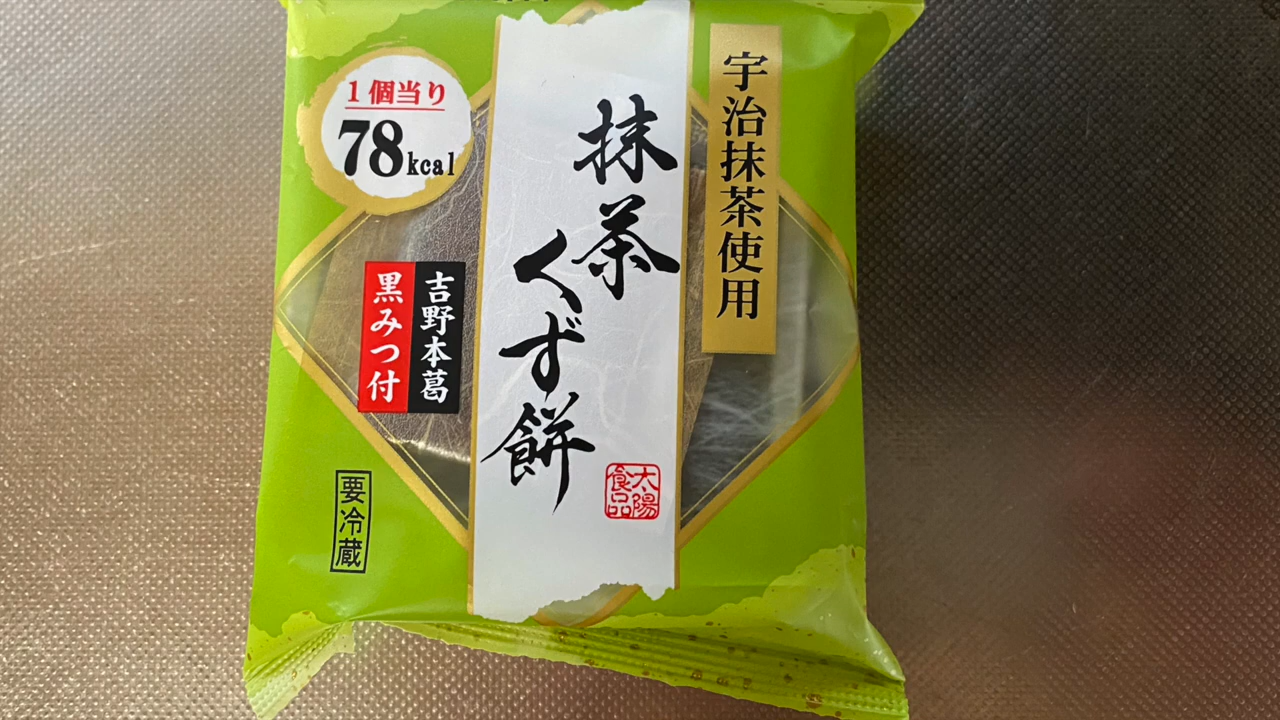 宇治抹茶使用
抹茶
くず餅
太陽
食品
1個当り
78kcal
吉野本葛
黒みつ付
要冷蔵